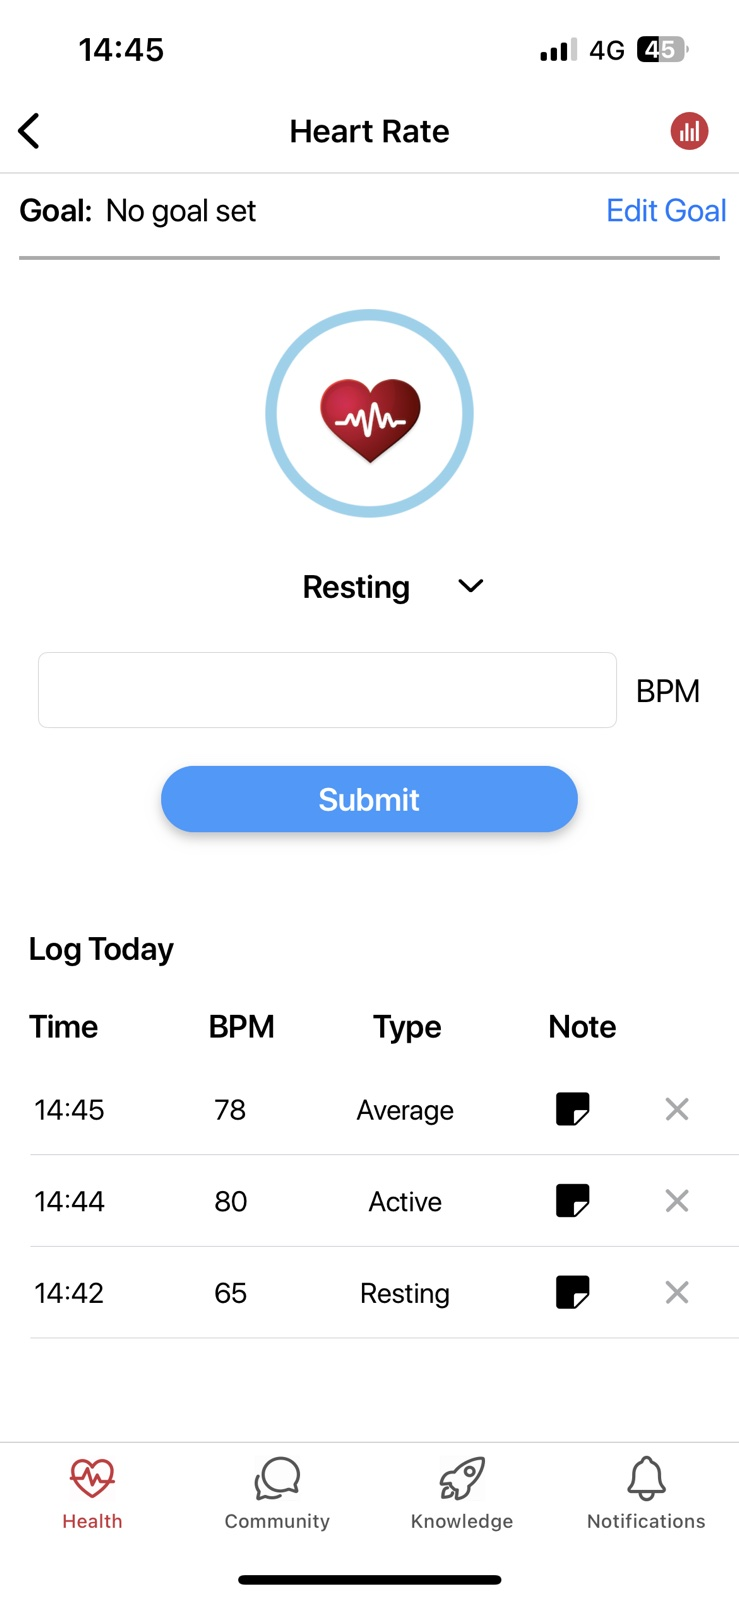 14:45 4G 45
Heart Rate
Goal: No goal set Edit Goal
Resting
BPM
Submit
Log Today
Time BPM Type Note
14:45 78 Average
14:44 80 Active
14:42 65 Resting
Health Community Knowledge Notifications